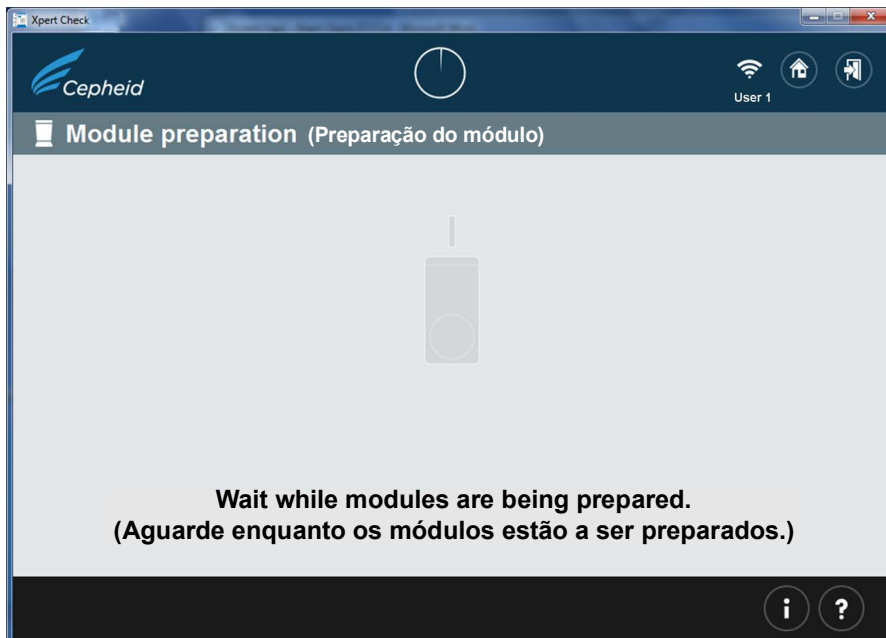 Xpert Check
Cepheid
User 1
Module preparation (Preparação do módulo)
Wait while modules are being prepared.
(Aguarde enquanto os módulos estão a ser preparados.)
i ?